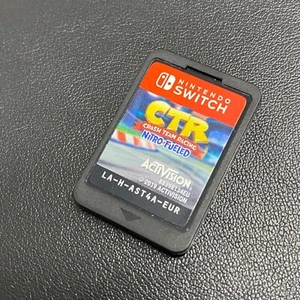 NINTENDO
SWITCH
CTR
CRASH TEAM RACING
NITRO-FUELED
ACTIVISION
© 2019 ACTIVISION
LA-H-AST4A-EUR